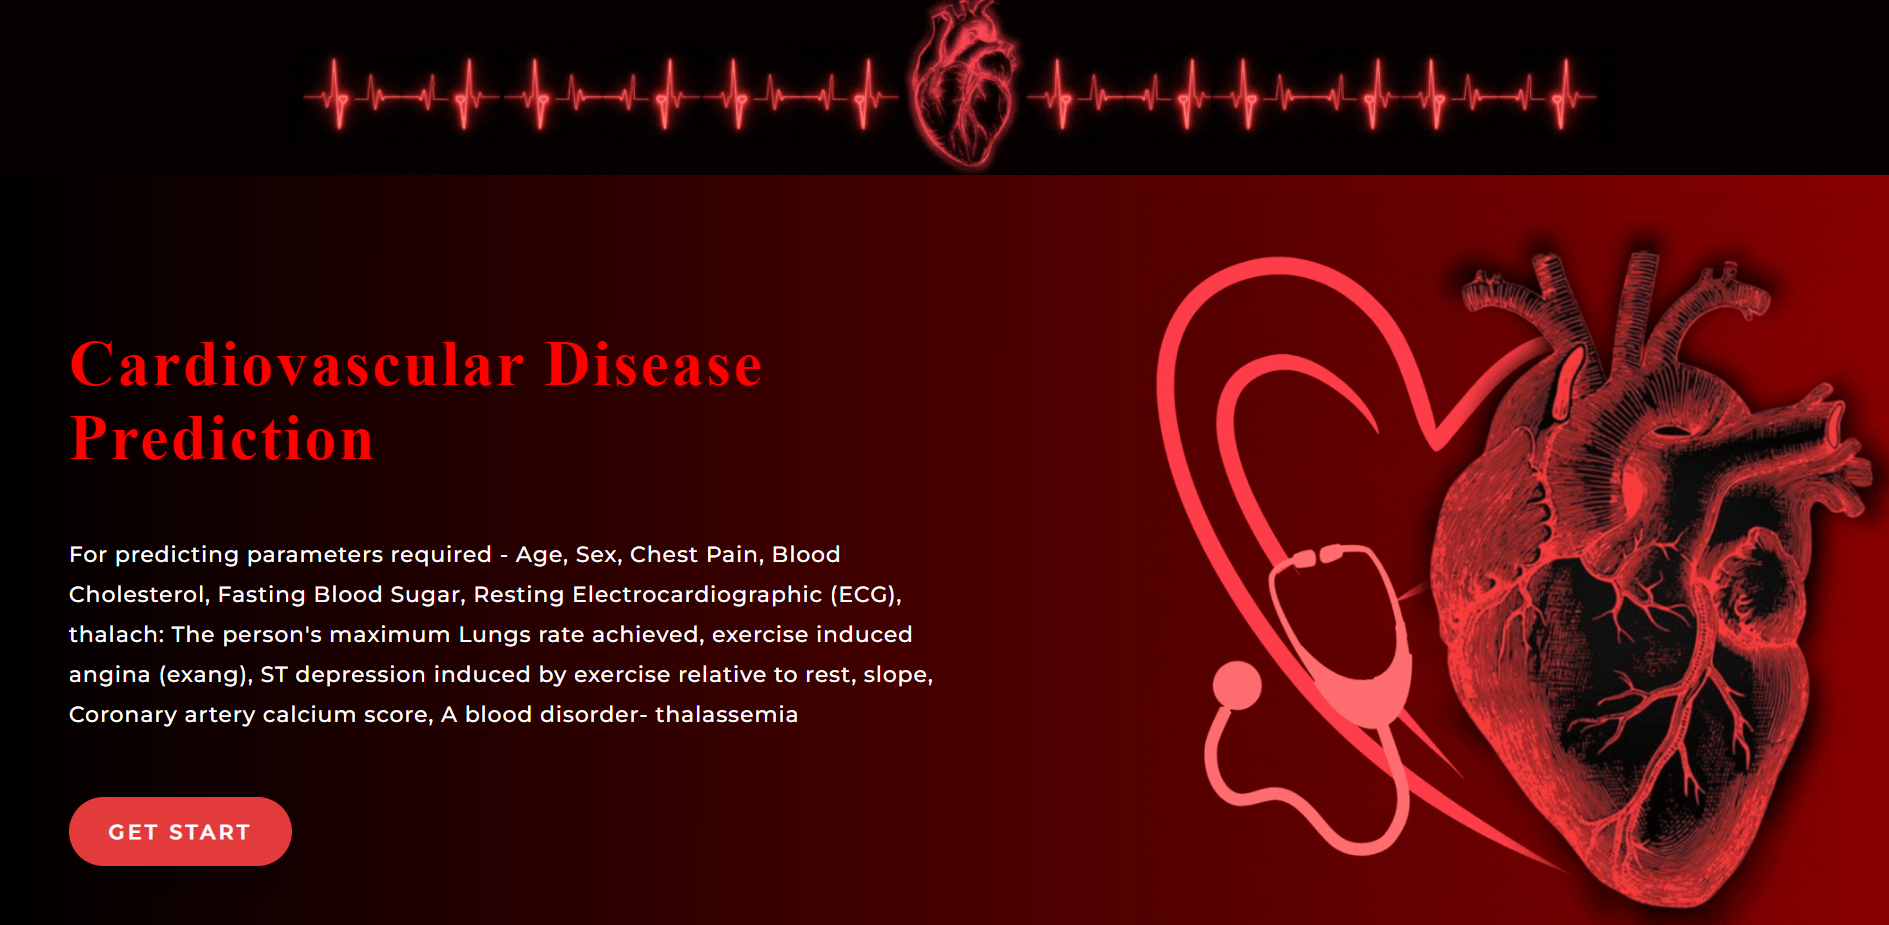 Cardiovascular Disease
Prediction
For predicting parameters required - Age, Sex, Chest Pain, Blood
Cholesterol, Fasting Blood Sugar, Resting Electrocardiographic (ECG),
thalach: The person's maximum Lungs rate achieved, exercise induced
angina (exang), ST depression induced by exercise relative to rest, slope,
Coronary artery calcium score, A blood disorder- thalassemia
GET START